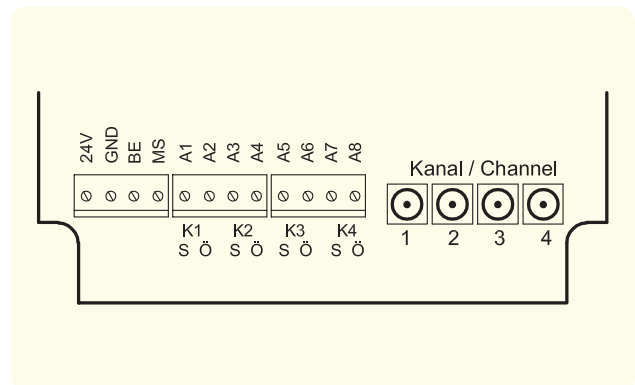 24V GND BE MS A1 A2 A3 A4 A5 A6 A7 A8
Kanal / Channel
K1 K2 K3 K4
S Ö S Ö S Ö S Ö
1 2 3 4